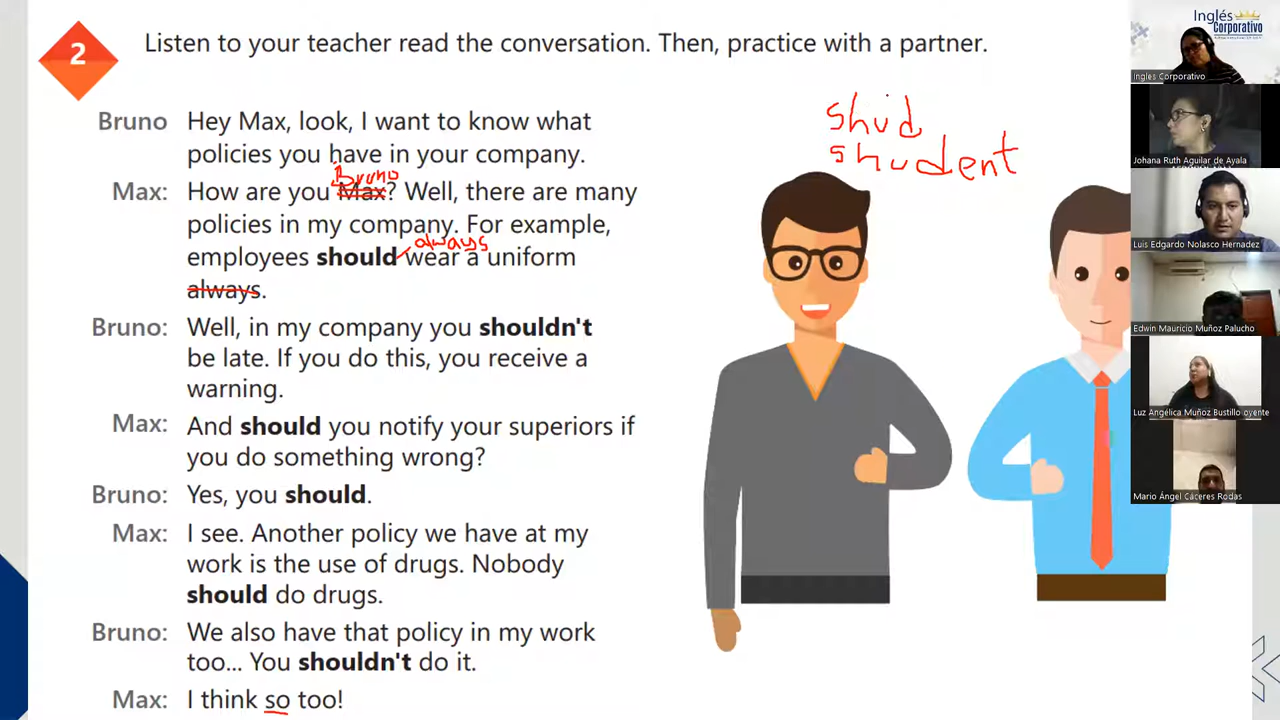 2 Listen to your teacher read the conversation. Then, practice with a partner.
Bruno Hey Max, look, I want to know what
policies you have in your company.
Bruno
Max: How are you Max? Well, there are many
policies in my company. For example,
always
employees should wear a uniform
always.
Bruno: Well, in my company you shouldn't
be late. If you do this, you receive a
warning.
Max: And should you notify your superiors if
you do something wrong?
Bruno: Yes, you should.
Max: I see. Another policy we have at my
work is the use of drugs. Nobody
should do drugs.
Bruno: We also have that policy in my work
too... You shouldn't do it.
Max: I think so too!
shud
shudent
Inglés
Corporativo
Ingles Corporativo
Johana Ruth Aguilar de Ayala
Luis Edgardo Nolasco Hernadez
Edwin Mauricio Muñoz Palucho
Luz Angélica Muñoz Bustillo oyente
Mario Ángel Cáceres Rodas